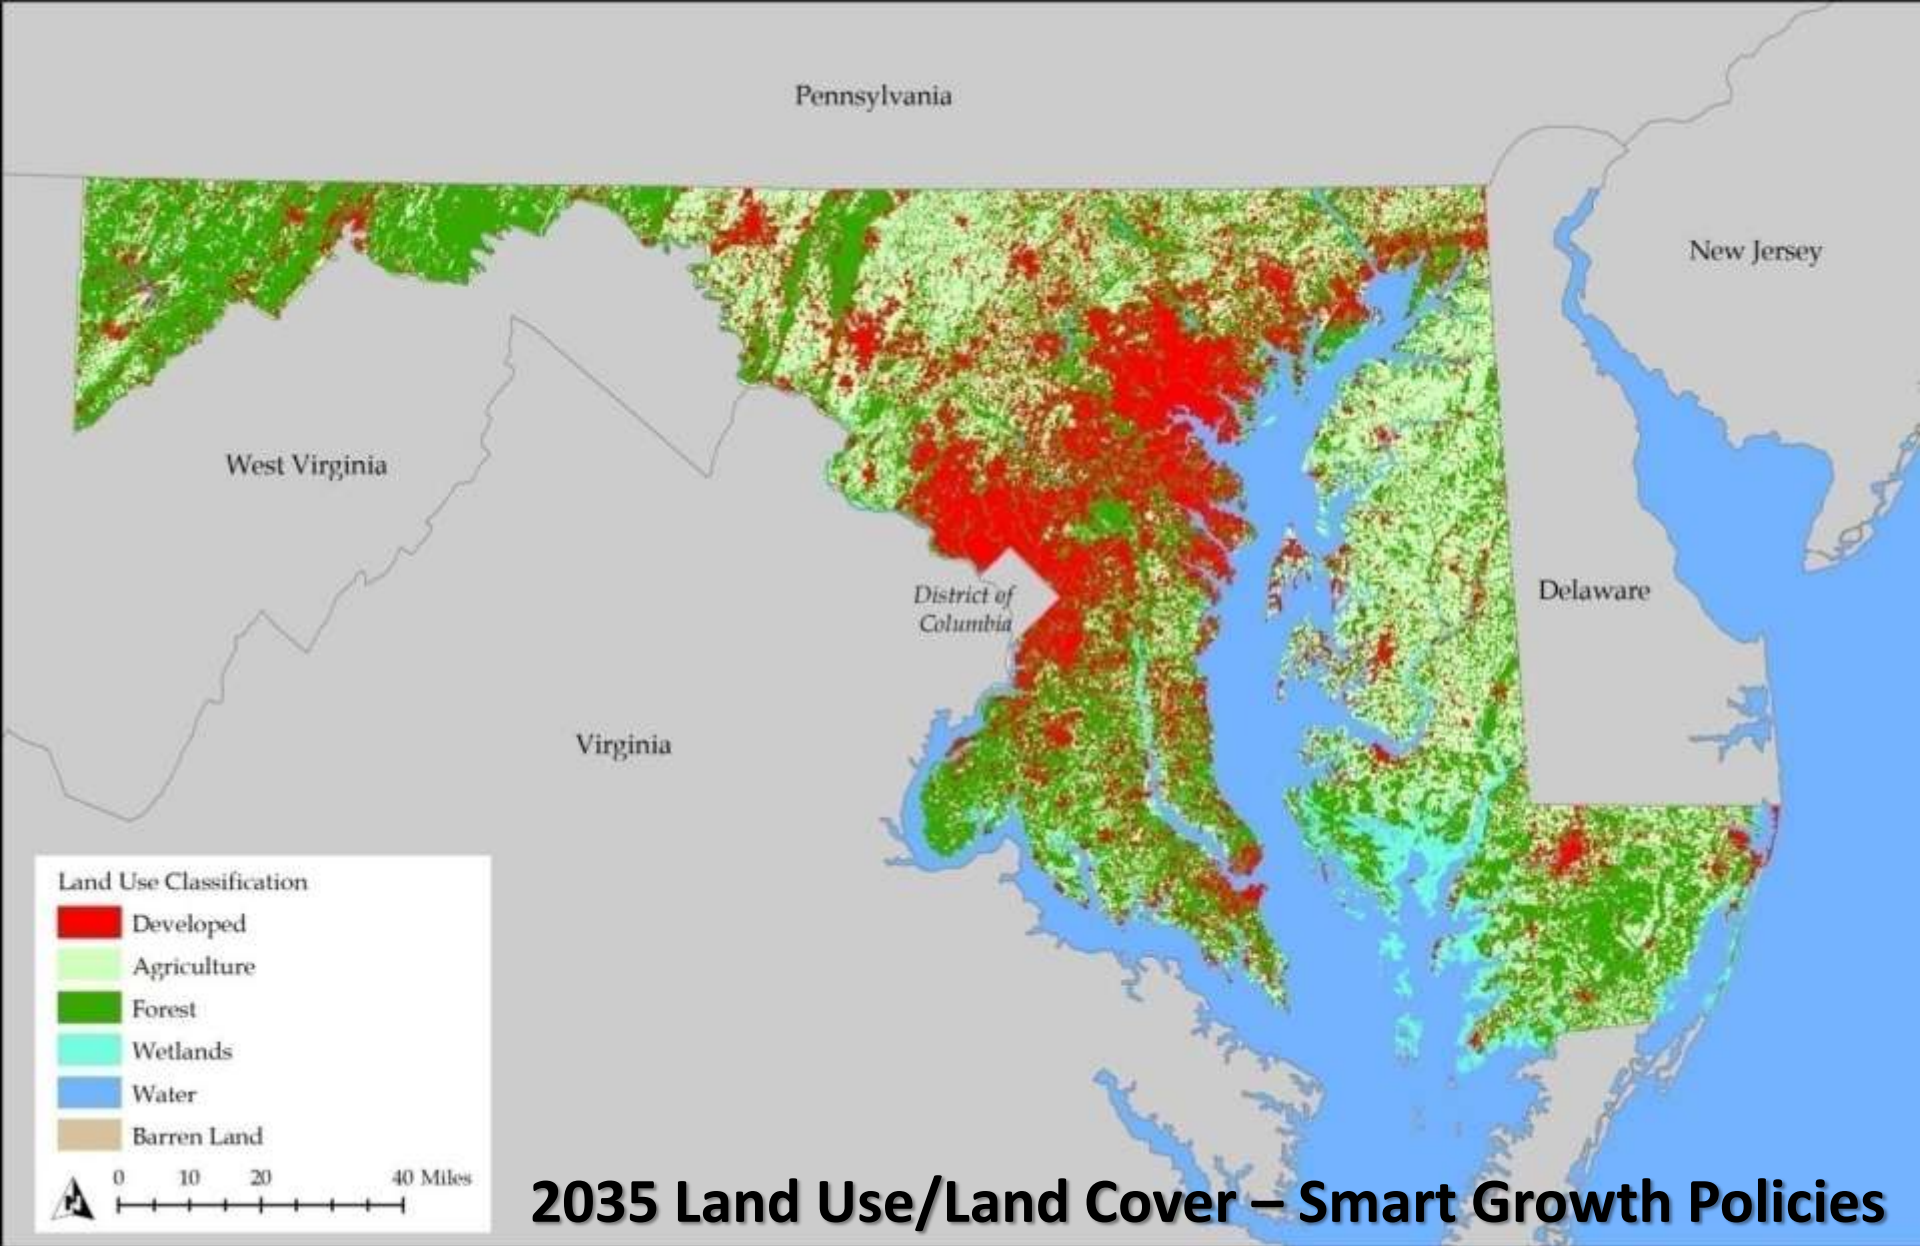 Pennsylvania
New Jersey
West Virginia
District of
Columbia
Delaware
Virginia
Land Use Classification
Developed
Agriculture
Forest
Wetlands
Water
Barren Land
0 10 20 40 Miles
N
2035 Land Use/Land Cover – Smart Growth Policies